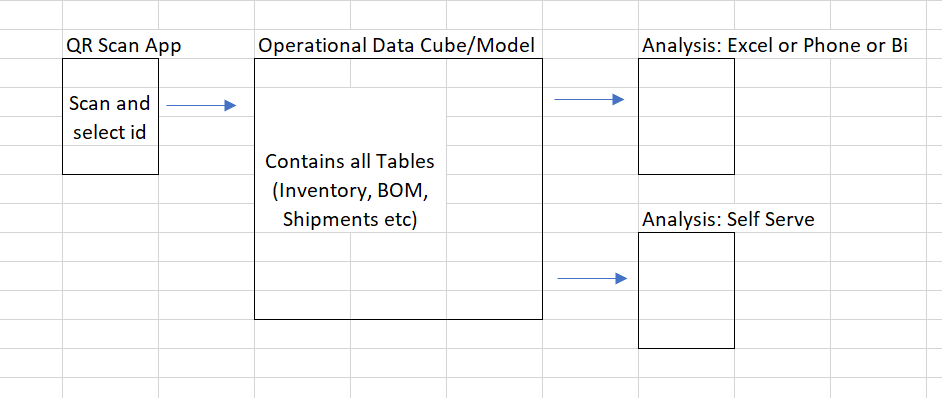 QR Scan App
Scan and
select id
Operational Data Cube/Model
Contains all Tables
(Inventory, BOM,
Shipments etc)
Analysis: Excel or Phone or Bi
Analysis: Self Serve